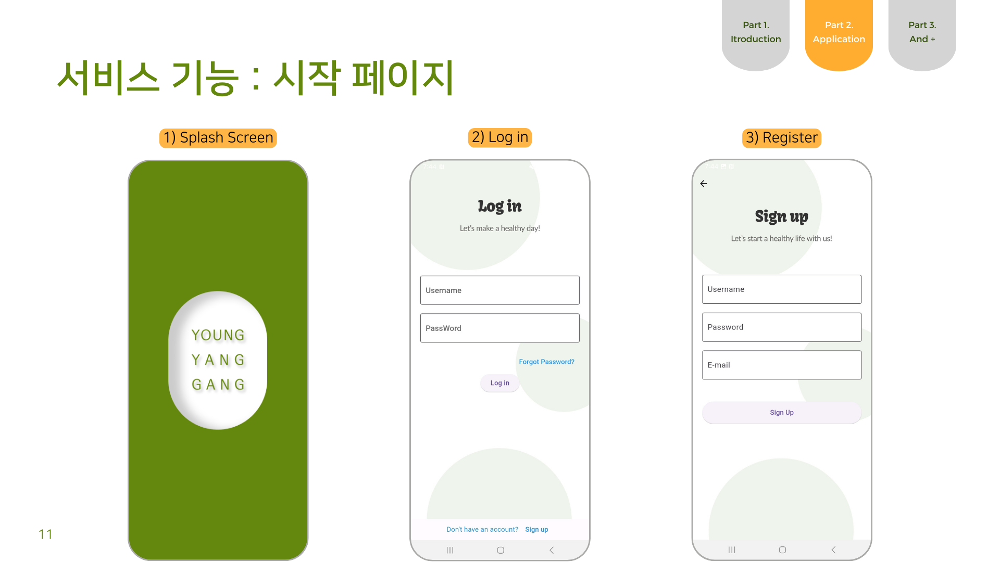 Part 1.
Itroduction
Part 2.
Application
Part 3.
And +
서비스 기능 : 시작 페이지
1) Splash Screen
YOUNG
YANG
GANG
2) Log in
7:44
Log in
Let's make a healthy day!
Username
PassWord
Forgot Password?
Log in
Don't have an account? Sign up
3) Register
7:44
Sign up
Let's start a healthy life with us!
Username
Password
E-mail
Sign Up
11